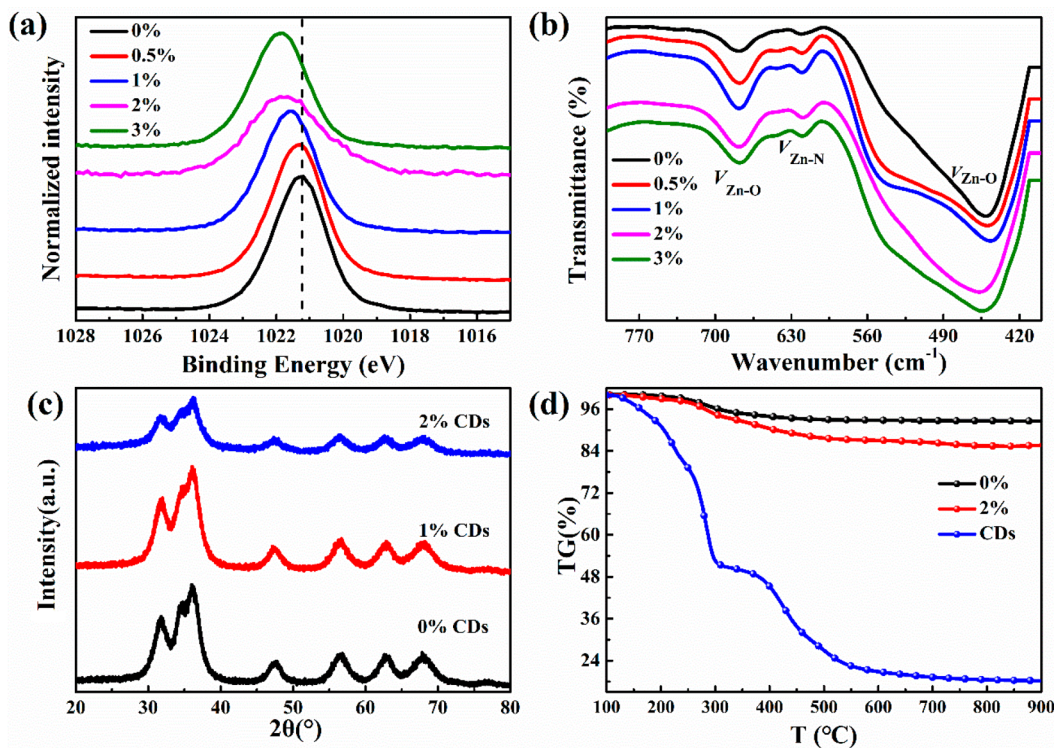 (a)
0%
0.5%
1%
2%
3%
Normalized intensity
1028 1026 1024 1022 1020 1018 1016
Binding Energy (eV)
(b)
0%
0.5%
1%
2%
3%
V Zn-O
V Zn-N
V Zn-O
Transmittance (%)
770 700 630 560 490 420
Wavenumber (cm-1)
(c)
2% CDs
1% CDs
0% CDs
Intensity(a.u.)
20 30 40 50 60 70 80
2θ(°)
(d)
96
84
72
60
48
36
24
0%
2%
CDs
TG(%)
100 200 300 400 500 600 700 800 900
T (°C)